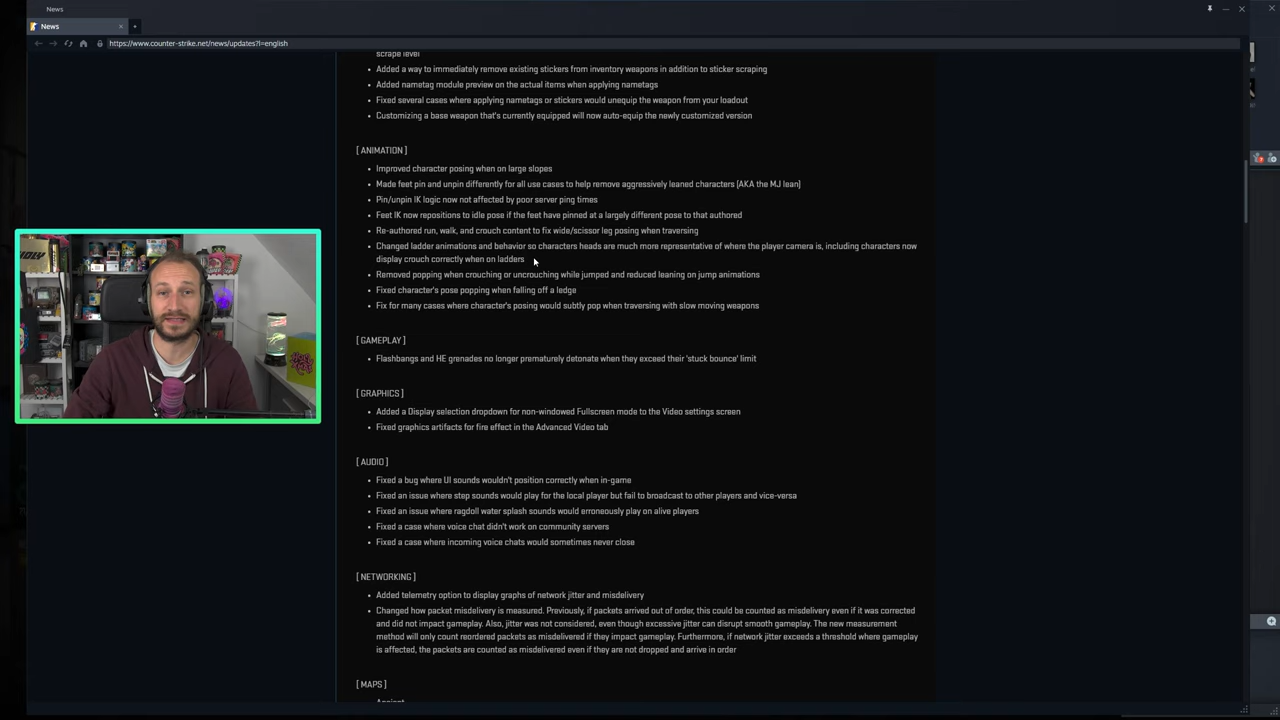 News
News
https://www.counter-strike.net/news/updates?l=english
scrape level
Added a way to immediately remove existing stickers from inventory weapons in addition to sticker scraping
Added nametag module preview on the actual items when applying nametags
Fixed several cases where applying nametags or stickers would unequip the weapon from your loadout
Customizing a base weapon that's currently equipped will now auto-equip the newly customized version
[ ANIMATION ]
Improved character posing when on large slopes
Made feet pin and unpin differently for all use cases to help remove aggressively leaned characters (AKA the MJ lean)
Pin/unpin IK logic now not affected by poor server ping times
Feet IK now repositions to idle pose if the feet have pinned at a largely different pose to that authored
Re-authored run, walk, and crouch content to fix wide/scissor leg posing when traversing
Changed ladder animations and behavior so characters heads are much more representative of where the player camera is, including characters now
display crouch correctly when on ladders
Removed popping when crouching or uncrouching while jumped and reduced leaning on jump animations
Fixed character's pose popping when falling off a ledge
Fix for many cases where character's posing would subtly pop when traversing with slow moving weapons
[ GAMEPLAY ]
Flashbangs and HE grenades no longer prematurely detonate when they exceed their 'stuck bounce' limit
[ GRAPHICS ]
Added a Display selection dropdown for non-windowed Fullscreen mode to the Video settings screen
Fixed graphics artifacts for fire effect in the Advanced Video tab
[ AUDIO ]
Fixed a bug where UI sounds wouldn't position correctly when in-game
Fixed an issue where step sounds would play for the local player but fail to broadcast to other players and vice-versa
Fixed an issue where ragdoll water splash sounds would erroneously play on alive players
Fixed a case where voice chat didn't work on community servers
Fixed a case where incoming voice chats would sometimes never close
[ NETWORKING ]
Added telemetry option to display graphs of network jitter and misdelivery
Changed how packet misdelivery is measured. Previously, if packets arrived out of order, this could be counted as misdelivery even if it was corrected
and did not impact gameplay. Also, jitter was not considered, even though excessive jitter can disrupt smooth gameplay. The new measurement
method will only count reordered packets as misdelivered if they impact gameplay. Furthermore, if network jitter exceeds a threshold where gameplay
is affected, the packets are counted as misdelivered even if they are not dropped and arrive in order
[ MAPS ]